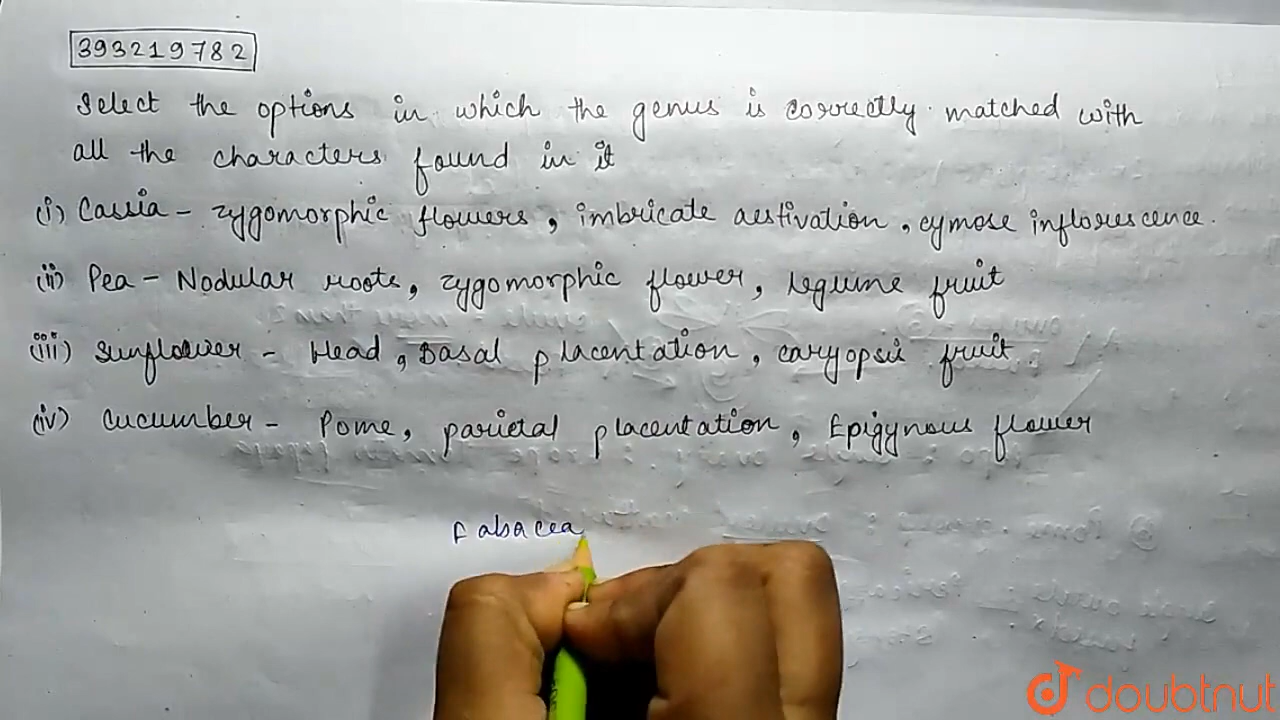 393219782
Select the options in which the genus is correctly matched with
all the characters found in it
(i) Cassia - zygomorphic flowers, imbricate aestivation, cymose inflorescence.
(ii) Pea - Nodular roots, zygomorphic flower, legume fruit
(iii) Sunflower - Head, Basal placentation, caryopsis fruit.
(iv) Cucumber - Pome, parietal placentation, Epigynous flower
Fabacea
doubtnut